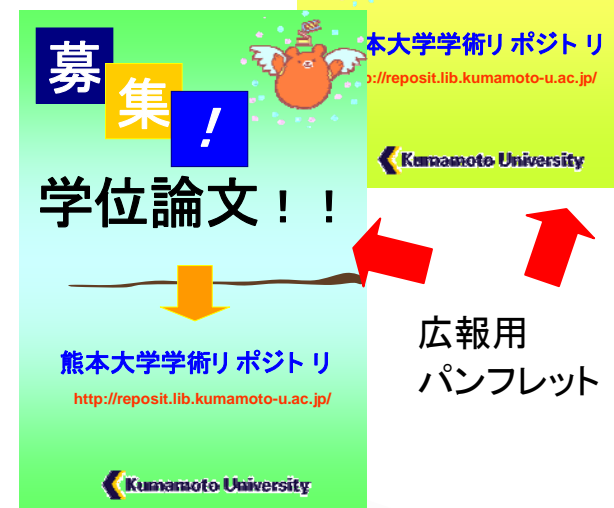 募集!
学位論文！！
熊本大学学術リポジトリ
http://reposit.lib.kumamoto-u.ac.jp/
Kumamoto University
本大学学術リポジトリ
p://reposit.lib.kumamoto-u.ac.jp/
Kumamoto University
広報用
パンフレット